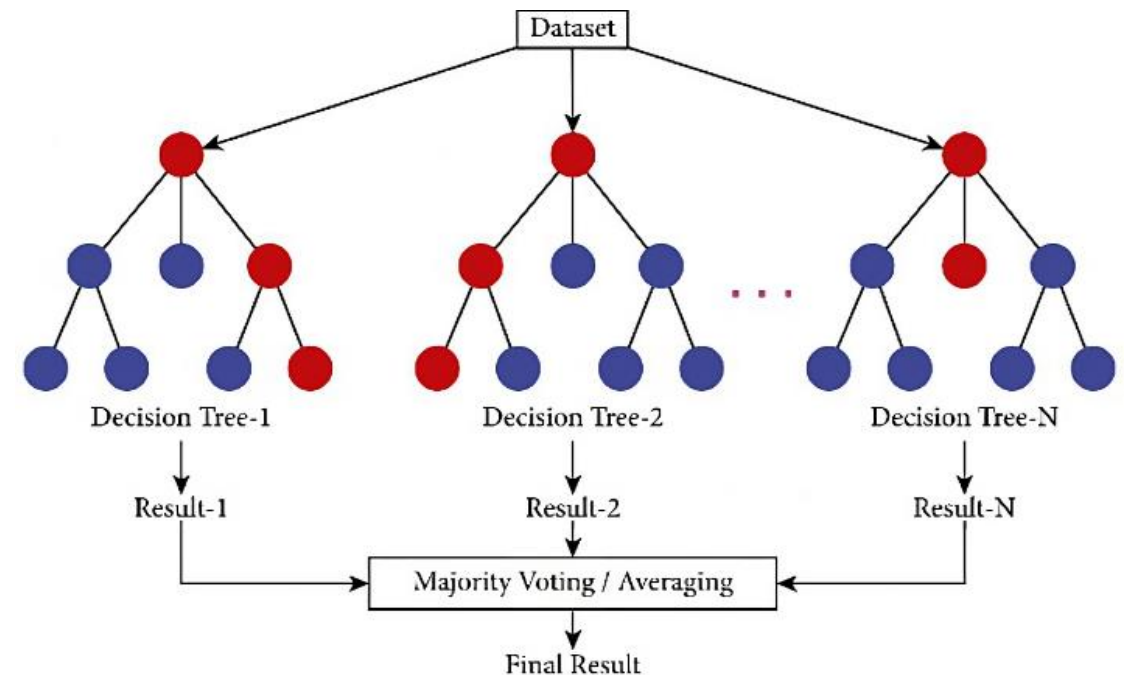 Dataset
Decision Tree-1
Decision Tree-2
Decision Tree-N
Result-1
Result-2
Result-N
Majority Voting / Averaging
Final Result